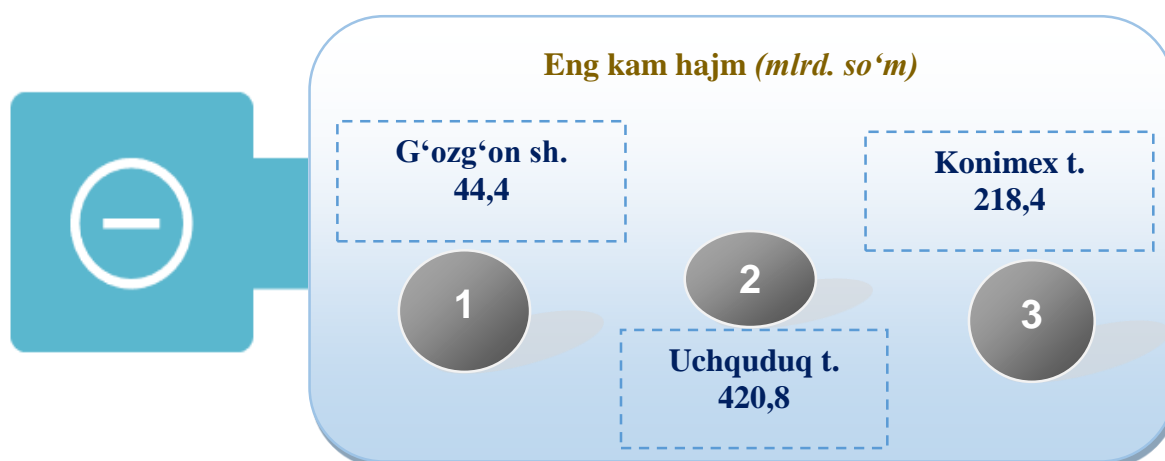 Eng kam hajm (mlrd. so‘m)
G‘ozg‘on sh.
44,4
1
2
Uchquduq t.
420,8
Konimex t.
218,4
3